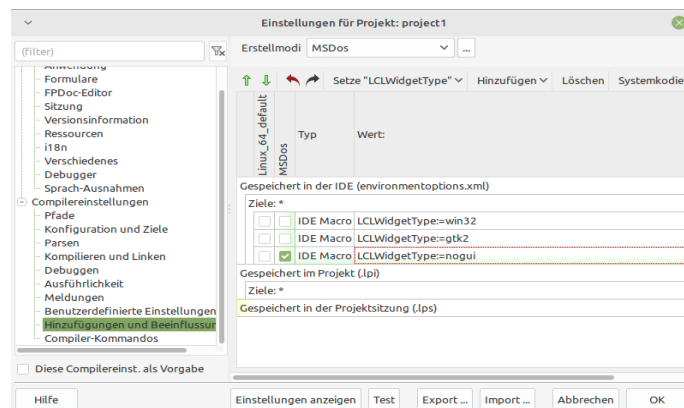 Einstellungen für Projekt: project1
(filter)
Erstellmodi MSDos ...
Setze "LCLWidgetType" Hinzufügen Löschen Systemkodie
Anwendung
Formulare
FPDoc-Editor
Sitzung
Versionsinformation
Ressourcen
i18n
Verschiedenes
Debugger
Sprach-Ausnahmen
Compilereinstellungen
Pfade
Konfiguration und Ziele
Parsen
Kompilieren und Linken
Debuggen
Ausführlichkeit
Meldungen
Benutzerdefinierte Einstellungen
Hinzufügungen und Beeinflussur
Compiler-Kommandos
Diese Compilereinst. als Vorgabe
Linux_64_default
MSDos
Typ
Wert:
Gespeichert in der IDE (environmentoptions.xml)
Ziele: *
IDE Macro LCLWidgetType:=win32
IDE Macro LCLWidgetType:=gtk2
IDE Macro LCLWidgetType:=nogui
Gespeichert im Projekt (.lpi)
Ziele: *
Gespeichert in der Projektsitzung (.lps)
Hilfe
Einstellungen anzeigen
Test
Export ...
Import ...
Abbrechen
OK